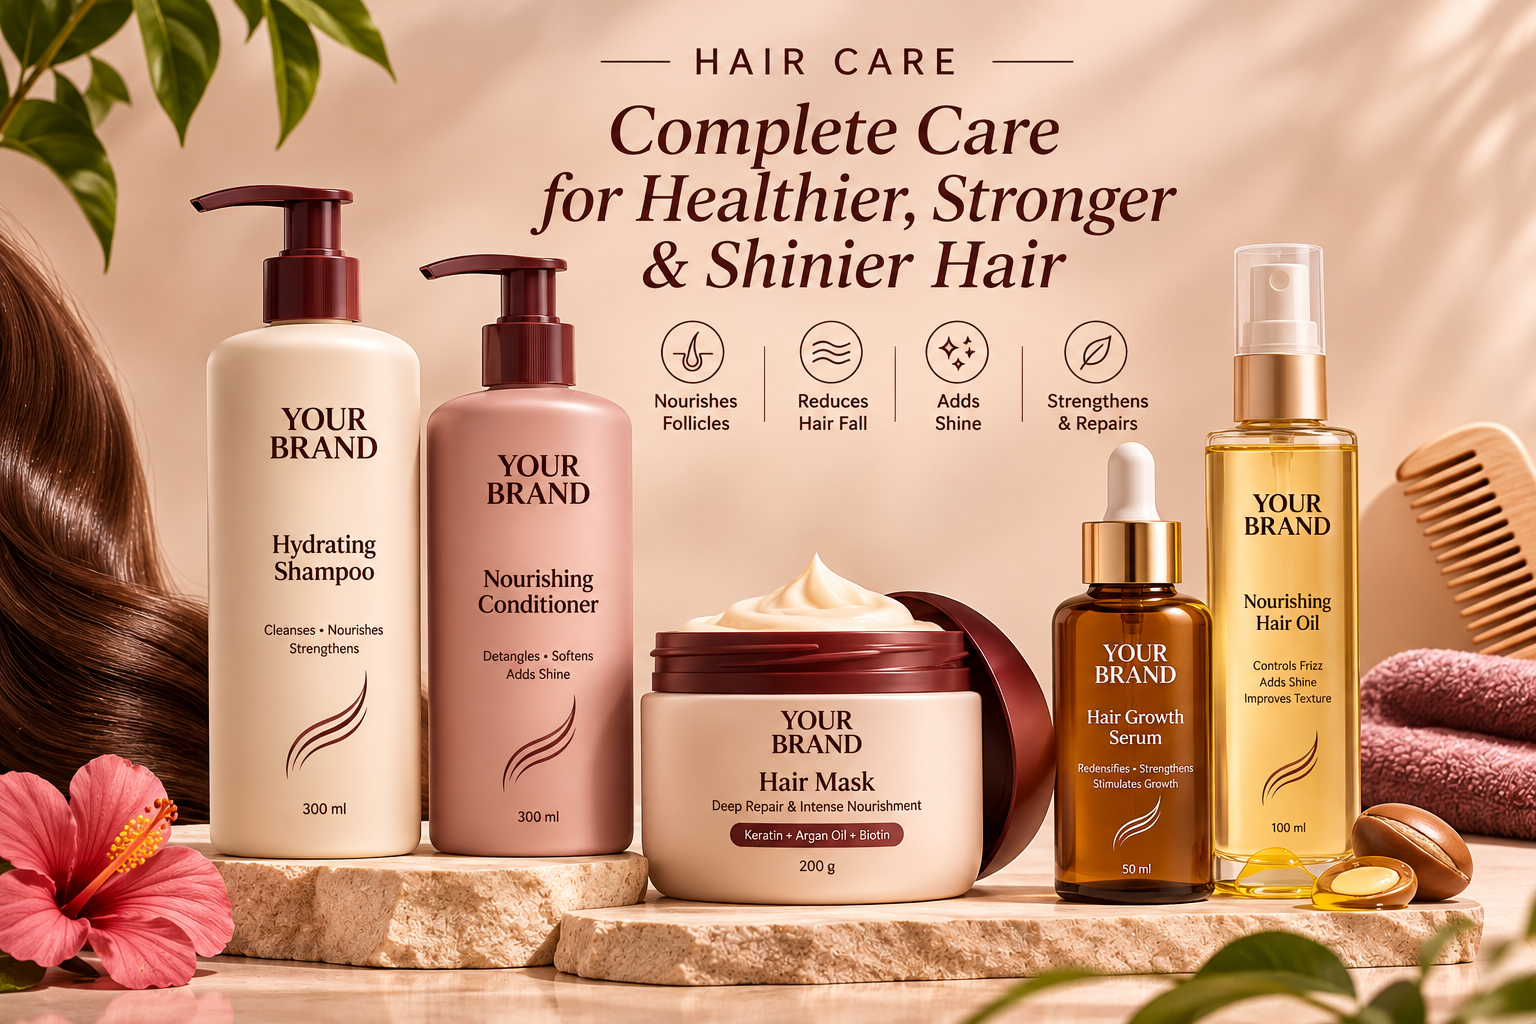 HAIR CARE
Complete Care
for Healthier, Stronger
& Shinier Hair
Nourishes
Follicles
Reduces
Hair Fall
Adds
Shine
Strengthens
& Repairs
YOUR
BRAND
Hydrating
Shampoo
Cleanses • Nourishes
Strengthens
300 ml
YOUR
BRAND
Nourishing
Conditioner
Detangles • Softens
Adds Shine
300 ml
YOUR
BRAND
Hair Mask
Deep Repair & Intense Nourishment
Keratin + Argan Oil + Biotin
200 g
YOUR
BRAND
Hair Growth
Serum
Redensifies • Strengthens
Stimulates Growth
50 ml
YOUR
BRAND
Nourishing
Hair Oil
Controls Frizz
Adds Shine
Improves Texture
100 ml